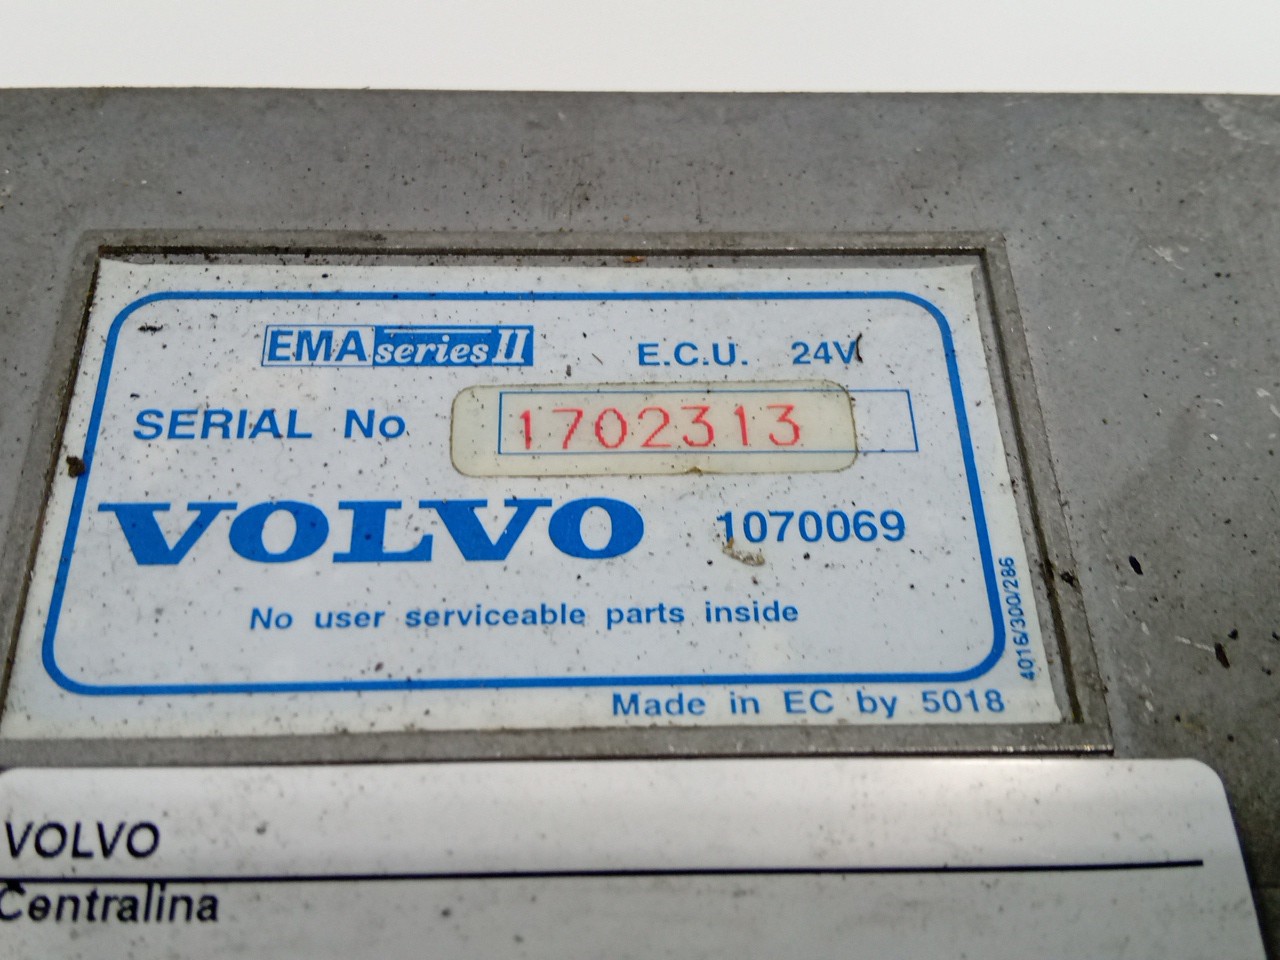 EMA series II E.C.U. 24V
SERIAL No 1702313
VOLVO 1070069
No user serviceable parts inside
4016/300/286
Made in EC by 5018
VOLVO
Centralina